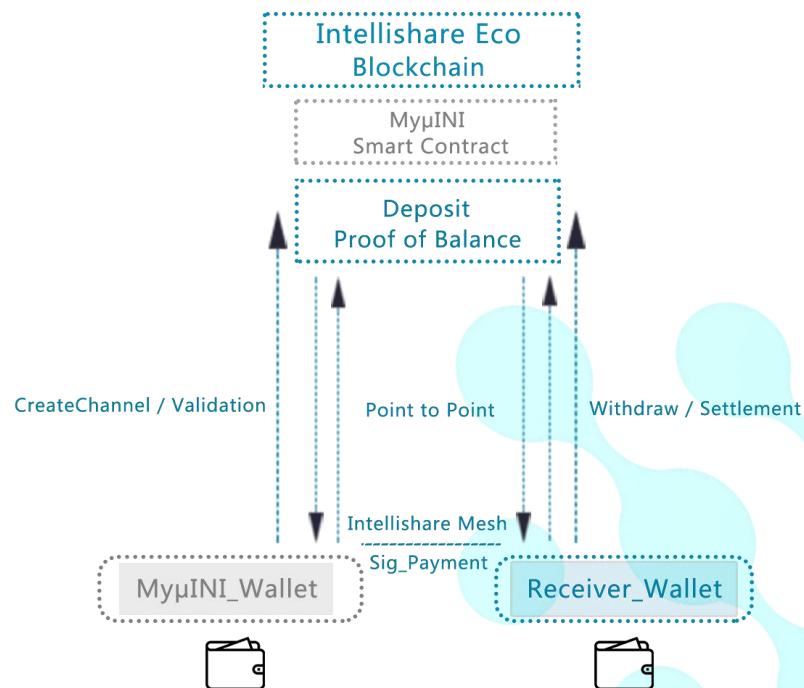 Intellishare Eco
Blockchain
MyμINI
Smart Contract
Deposit
Proof of Balance
CreateChannel / Validation
Point to Point
Withdraw / Settlement
Intellishare Mesh
Sig_Payment
MyμINI_Wallet
Receiver_Wallet